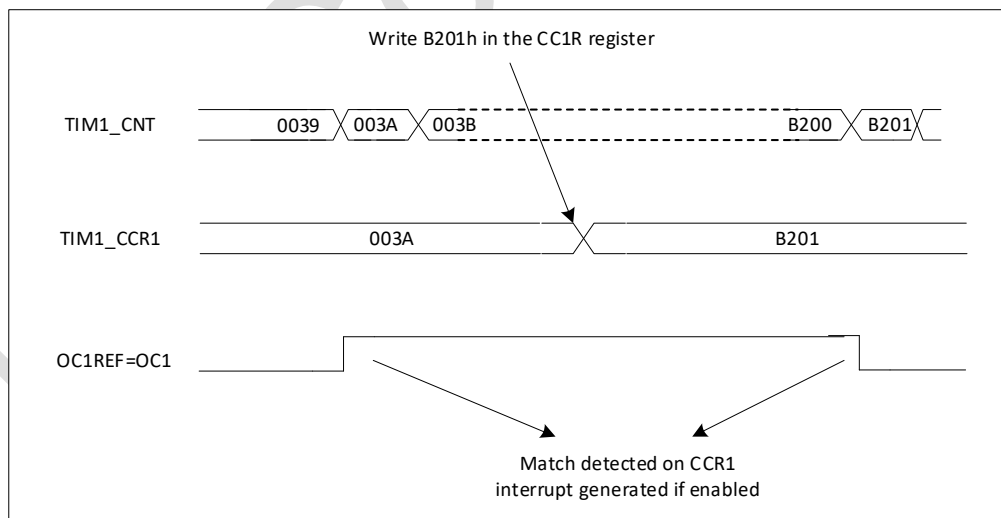 Write B201h in the CC1R register
TIM1_CNT 0039 003A 003B B200 B201
TIM1_CCR1 003A B201
OC1REF=OC1
Match detected on CCR1
interrupt generated if enabled